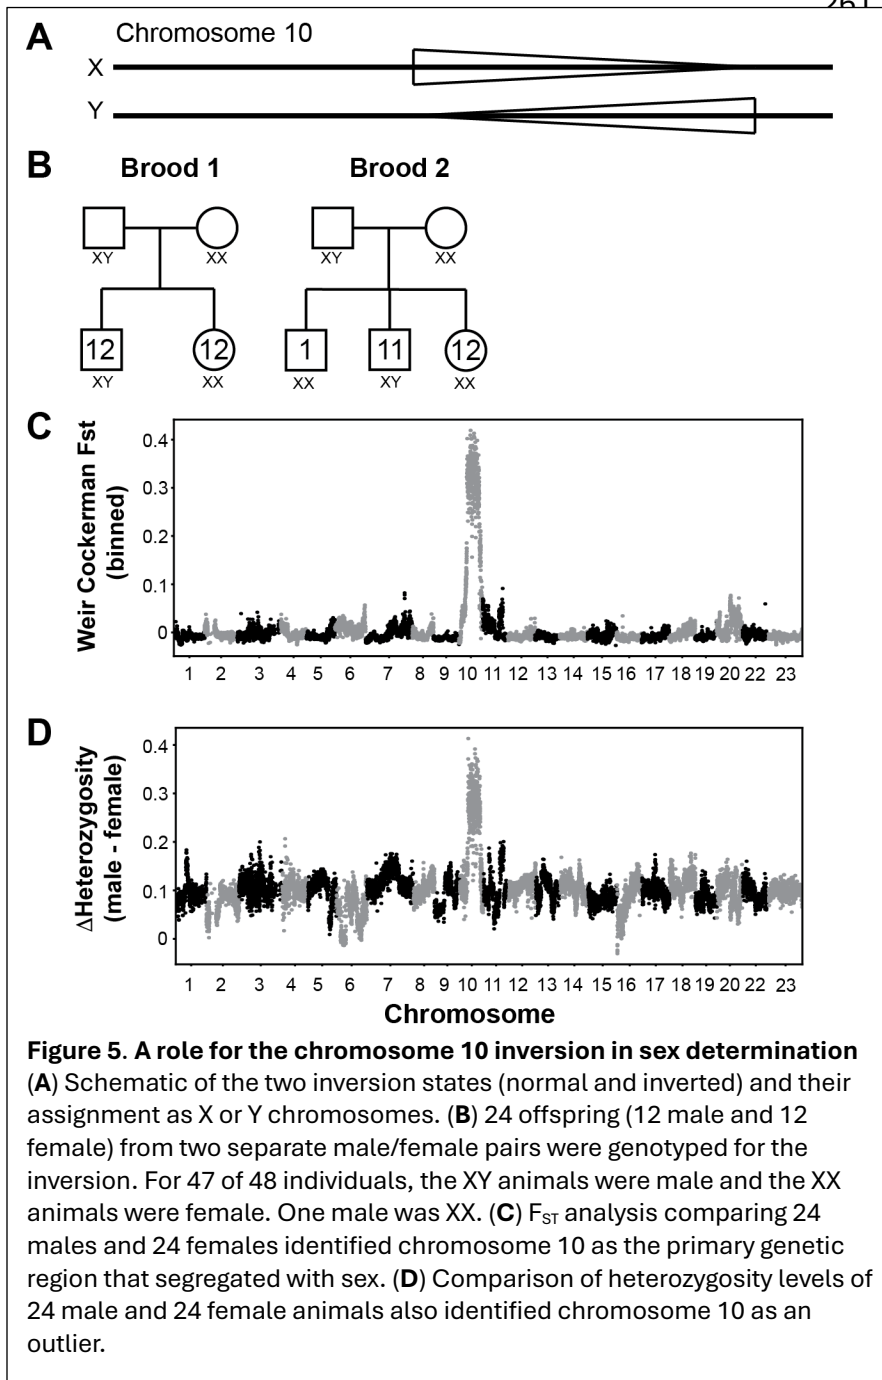 A
Chromosome 10
X
Y
B
Brood 1
Brood 2
XY
XX
XY
XX
12
12
1
11
12
XY
XX
XX
XY
XX
C
Weir Cockerman Fst
(binned)
0.4
0.3
0.2
0.1
0
1 2 3 4 5 6 7 8 9 10 11 12 13 14 15 16 17 18 19 20 22 23
D
ΔHeterozygosity
(male - female)
0.4
0.3
0.2
0.1
0
1 2 3 4 5 6 7 8 9 10 11 12 13 14 15 16 17 18 19 20 22 23
Chromosome
Figure 5. A role for the chromosome 10 inversion in sex determination
(A) Schematic of the two inversion states (normal and inverted) and their
assignment as X or Y chromosomes. (B) 24 offspring (12 male and 12
female) from two separate male/female pairs were genotyped for the
inversion. For 47 of 48 individuals, the XY animals were male and the XX
animals were female. One male was XX. (C) FST analysis comparing 24
males and 24 females identified chromosome 10 as the primary genetic
region that segregated with sex. (D) Comparison of heterozygosity levels of
24 male and 24 female animals also identified chromosome 10 as an
outlier.